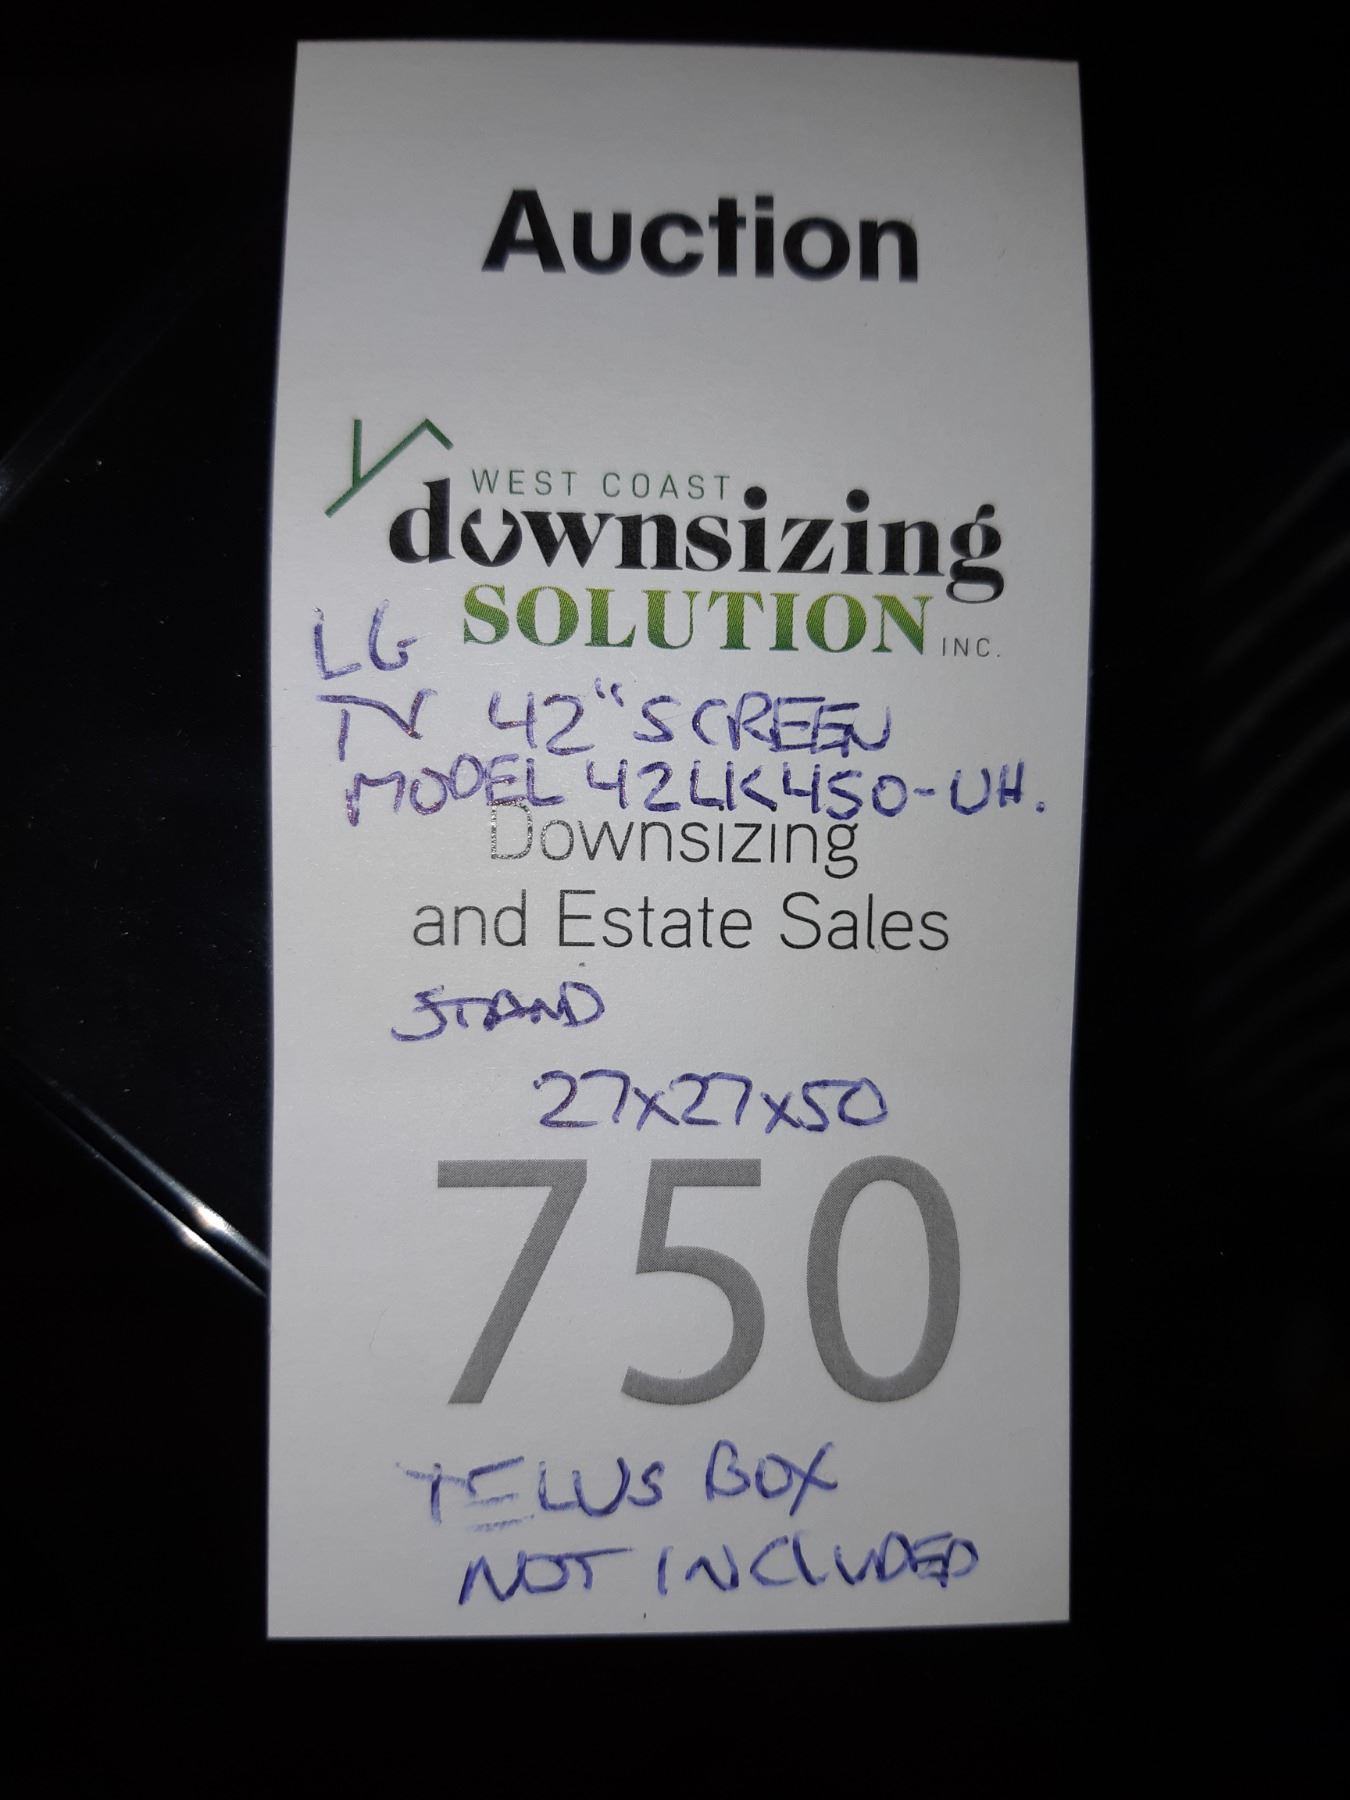 Auction
WEST COAST
downsizing
SOLUTION INC.
LG
TV 42" SCREEN
MODEL 42LK450-UH.
Downsizing
and Estate Sales
STAND
27x27x50
750
TELUS BOX
NOT INCLUDED